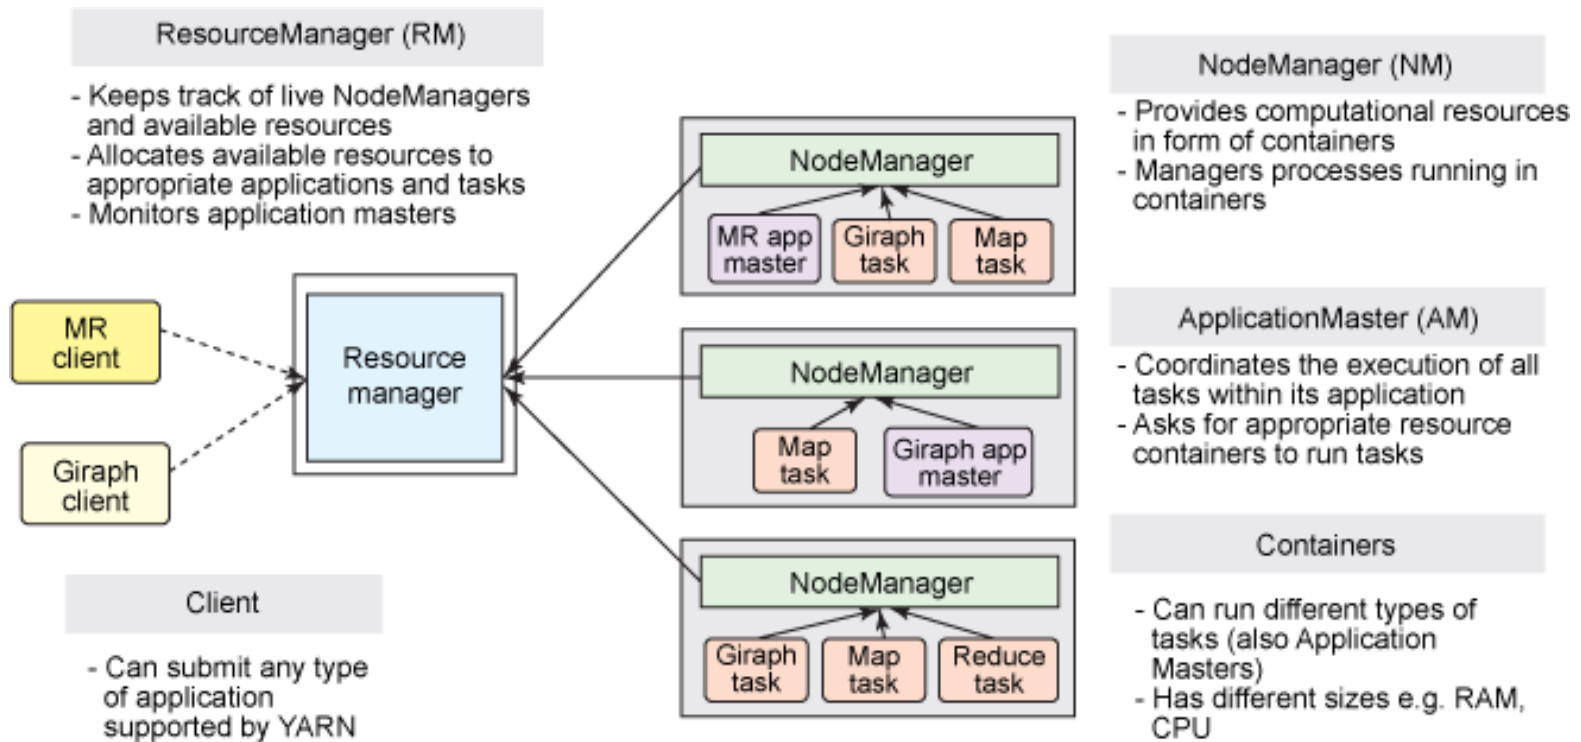 ResourceManager (RM)
- Keeps track of live NodeManagers
and available resources
- Allocates available resources to
appropriate applications and tasks
- Monitors application masters
MR
client
Giraph
client
Resource
manager
Client
- Can submit any type
of application
supported by YARN
NodeManager
MR app
master
Giraph
task
Map
task
NodeManager
Map
task
Giraph app
master
NodeManager
Giraph
task
Map
task
Reduce
task
NodeManager (NM)
- Provides computational resources
in form of containers
- Managers processes running in
containers
ApplicationMaster (AM)
- Coordinates the execution of all
tasks within its application
- Asks for appropriate resource
containers to run tasks
Containers
- Can run different types of
tasks (also Application
Masters)
- Has different sizes e.g. RAM,
CPU